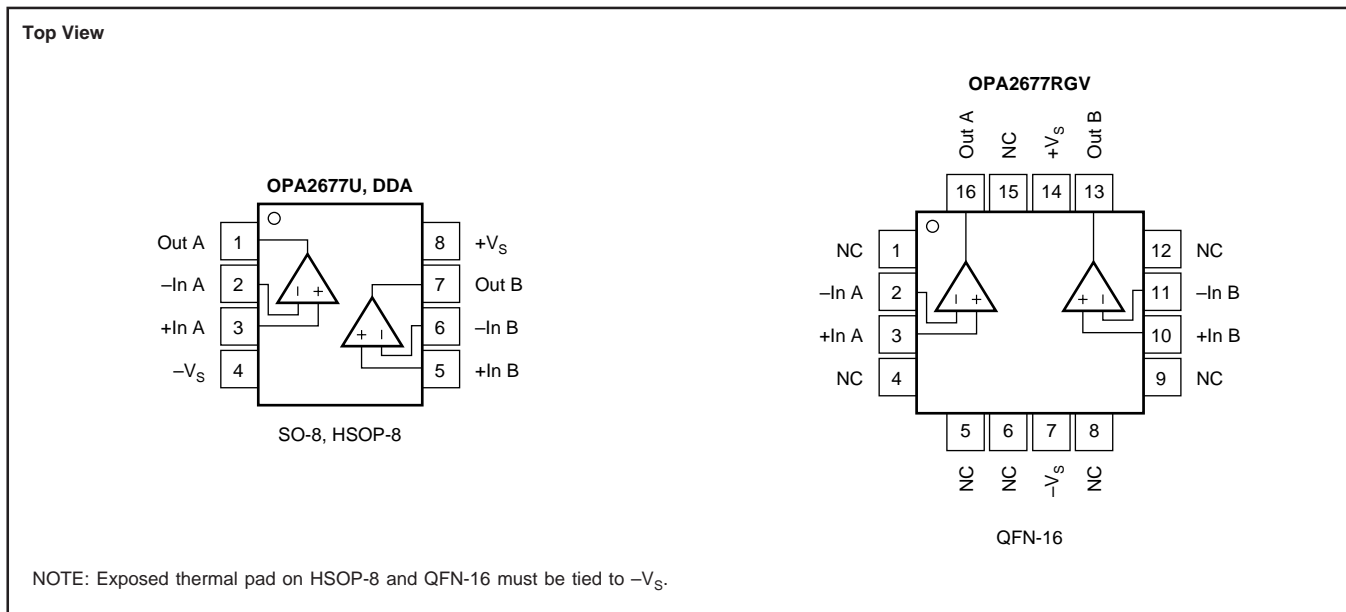 Top View
OPA2677U, DDA
Out A 1
–In A 2
+In A 3
–VS 4
8 +VS
7 Out B
6 –In B
5 +In B
– +
+ –
SO-8, HSOP-8
OPA2677RGV
Out A NC +VS Out B
16 15 14 13
NC 1
–In A 2
+In A 3
NC 4
12 NC
11 –In B
10 +In B
9 NC
– +
+ –
5 6 7 8
NC NC –VS NC
QFN-16
NOTE: Exposed thermal pad on HSOP-8 and QFN-16 must be tied to –VS.